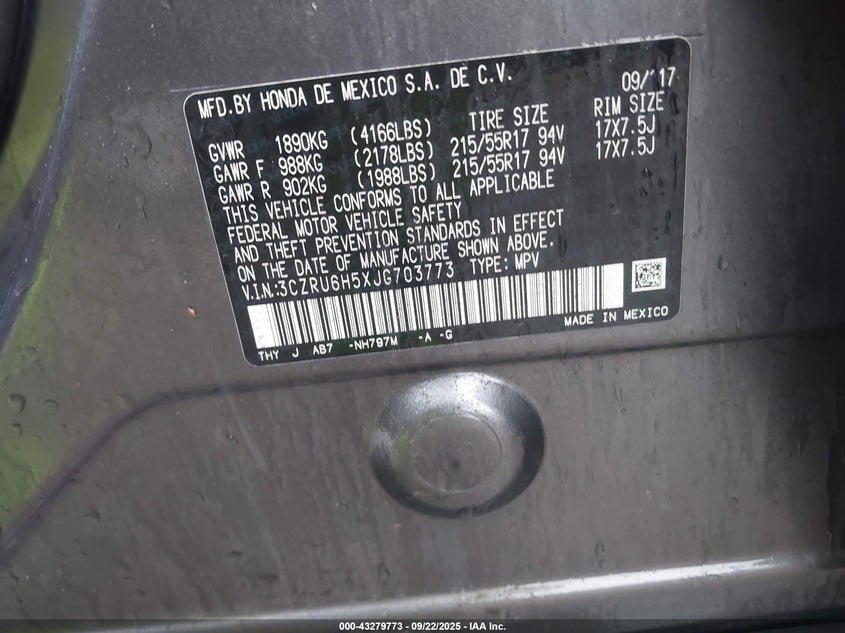 MFD. BY HONDA DE MEXICO S.A. DE C.V. 09/'17
TIRE SIZE RIM SIZE
GVWR 1890KG (4166LBS)
GAWR F 988KG (2178LBS) 215/55R17 94V 17X7.5J
GAWR R 902KG (1988LBS) 215/55R17 94V 17X7.5J
THIS VEHICLE CONFORMS TO ALL APPLICABLE
FEDERAL MOTOR VEHICLE SAFETY
AND THEFT PREVENTION STANDARDS IN EFFECT
ON THE DATE OF MANUFACTURE SHOWN ABOVE.
V.I.N.:3CZRU6H5XJG703773 TYPE: MPV
MADE IN MEXICO
THY J AB7 -NH797M -A -G
000-43279773 - 09/22/2025 - IAA Inc.